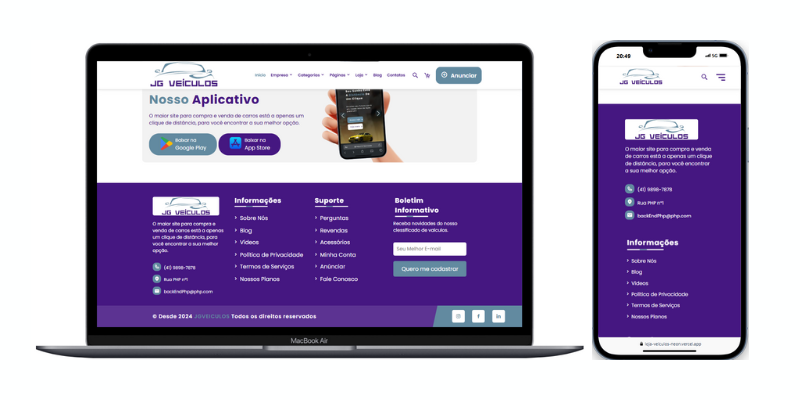 JG VEÍCULOS
Início Empresa Categorias Páginas Loja Blog Contatos Anunciar
Nosso Aplicativo
O maior site para compra e venda de carros está a apenas um
clique de distância, para você encontrar a sua melhor opção.
Baixar na
Google Play
Baixar na
App Store
JG VEÍCULOS
O maior site para compra e
venda de carros está a apenas
um clique de distância, para
você encontrar a sua melhor
opção.
(41) 9898-7878
Rua PHP nº1
backEndPhp@php.com
Informações
Sobre Nós
Blog
Vídeos
Política de Privacidade
Termos de Serviços
Nossos Planos
Suporte
Perguntas
Revendas
Acessórios
Minha Conta
Anúnciar
Fale Conosco
Boletim
Informativo
Receba novidades do nosso
classificado de veículos.
Seu Melhor E-mail
Quero me cadastrar
© Desde 2024 JGVEICULOS Todos os direitos reservados
MacBook Air
20:49
5G
JG VEÍCULOS
JG VEÍCULOS
O maior site para compra e venda
de carros está a apenas um clique
de distância, para você encontrar
a sua melhor opção.
(41) 9898-7878
Rua PHP nº1
backEndPhp@php.com
Informações
Sobre Nós
Blog
Vídeos
Política de Privacidade
Termos de Serviços
Nossos Planos